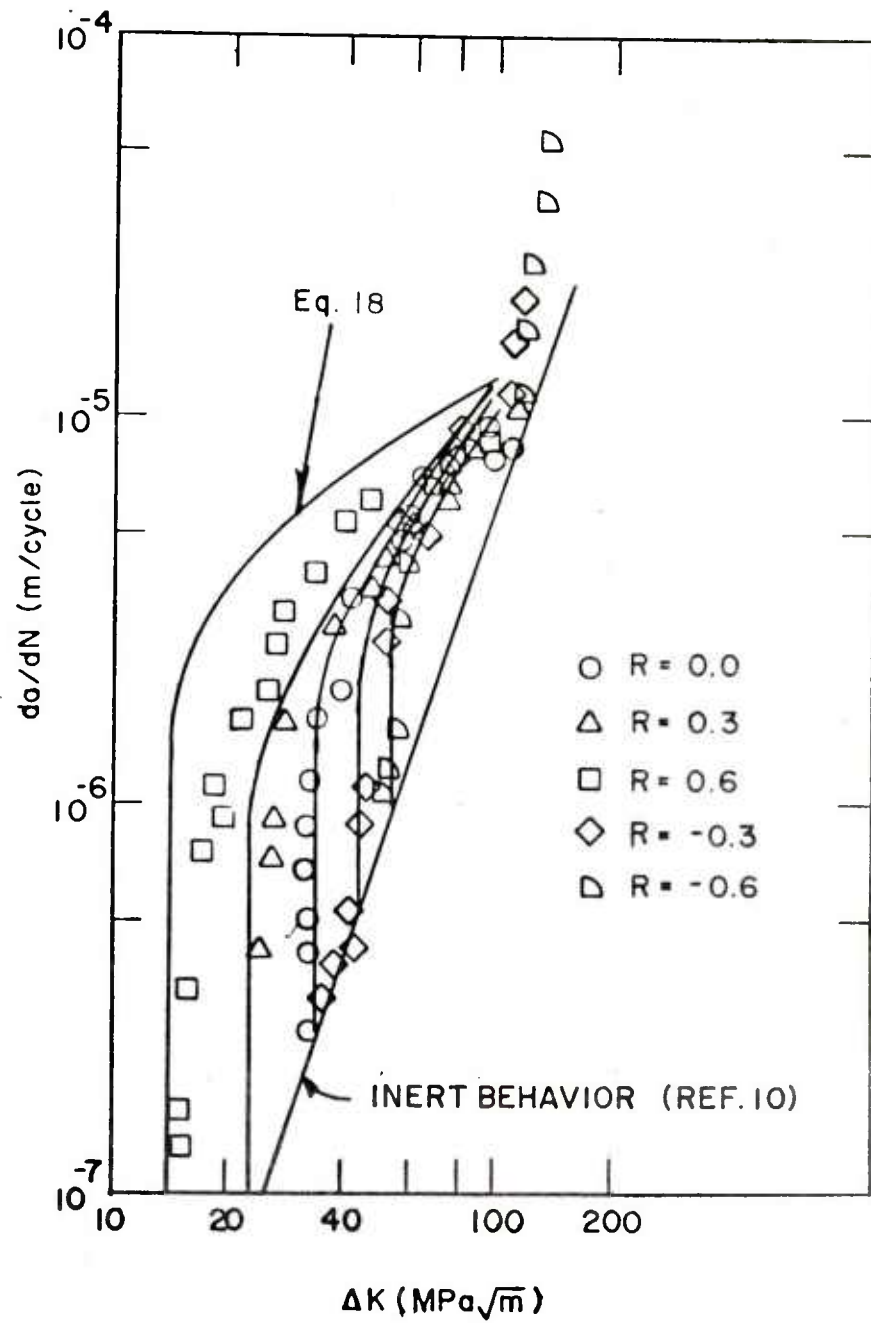 10-4
Eq. 18
10-5
da/dN (m/cycle)
○ R = 0.0
△ R = 0.3
□ R = 0.6
◇ R = -0.3
R = -0.6
10-6
INERT BEHAVIOR (REF. 10)
10-7
10 20 40 100 200
ΔK (MPa√m)